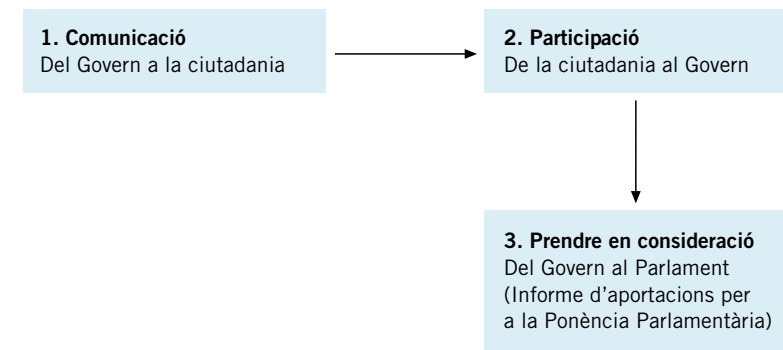 1. Comunicació
Del Govern a la ciutadania
2. Participació
De la ciutadania al Govern
3. Prendre en consideració
Del Govern al Parlament
(Informe d’aportacions per
a la Ponència Parlamentària)